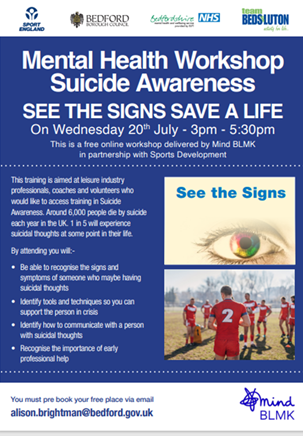 SPORT
ENGLAND
BEDFORD
BOROUGH COUNCIL
bedfordshire
NHS
team
BEDS&LUTON
Mental Health Workshop
Suicide Awareness
SEE THE SIGNS SAVE A LIFE
On Wednesday 20th July - 3pm - 5:30pm
This is a free online workshop delivered by Mind BLMK
in partnership with Sports Development
This training is aimed at leisure industry
professionals, coaches and volunteers who
would like to access training in Suicide
Awareness. Around 6,000 people die by suicide
each year in the UK. 1 in 5 will experience
suicidal thoughts at some point in their life.
By attending you will:-
• Be able to recognise the signs and
symptoms of someone who maybe having
suicidal thoughts
• Identify tools and techniques so you can
support the person in crisis
• Identify how to communicate with a person
with suicidal thoughts
• Recognise the importance of early
professional help
See the Signs
2
You must pre book your free place via email
alison.brightman@bedford.gov.uk
mind
BLMK